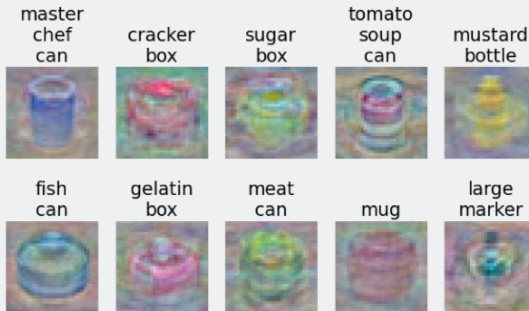 master
chef
can
cracker
box
sugar
box
tomato
soup
can
mustard
bottle
fish
can
gelatin
box
meat
can
mug
large
marker